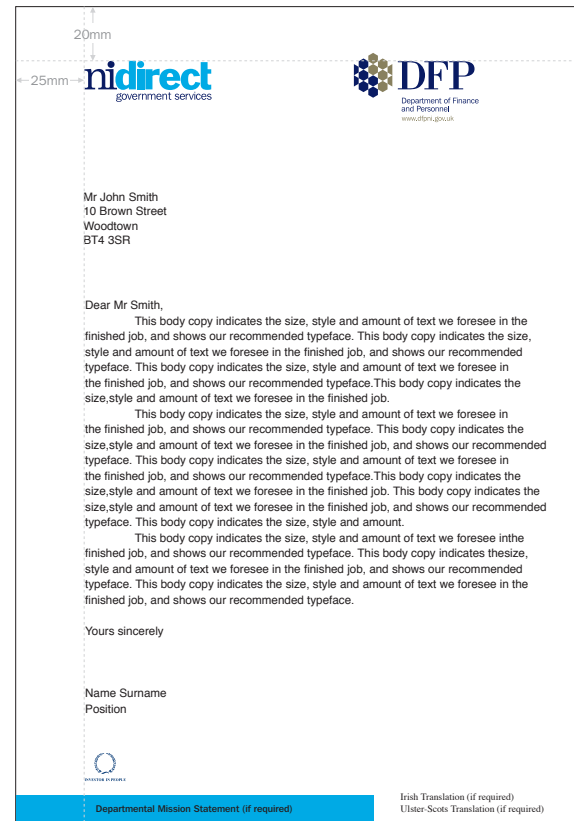 20mm
25mm
nidirect
government services
DFP
Department of Finance
and Personnel
www.dfpni.gov.uk
Mr John Smith
10 Brown Street
Woodtown
BT4 3SR
Dear Mr Smith,
This body copy indicates the size, style and amount of text we foresee in the
finished job, and shows our recommended typeface. This body copy indicates the size,
style and amount of text we foresee in the finished job, and shows our recommended
typeface. This body copy indicates the size, style and amount of text we foresee in
the finished job, and shows our recommended typeface.This body copy indicates the
size,style and amount of text we foresee in the finished job.
This body copy indicates the size, style and amount of text we foresee in
the finished job, and shows our recommended typeface. This body copy indicates the
size,style and amount of text we foresee in the finished job, and shows our recommended
typeface. This body copy indicates the size, style and amount of text we foresee in
the finished job, and shows our recommended typeface.This body copy indicates the
size,style and amount of text we foresee in the finished job. This body copy indicates the
size,style and amount of text we foresee in the finished job, and shows our recommended
typeface. This body copy indicates the size, style and amount.
This body copy indicates the size, style and amount of text we foresee inthe
finished job, and shows our recommended typeface. This body copy indicates thesize,
style and amount of text we foresee in the finished job, and shows our recommended
typeface. This body copy indicates the size, style and amount of text we foresee in the
finished job, and shows our recommended typeface.
Yours sincerely
Name Surname
Position
INVESTOR IN PEOPLE
Departmental Mission Statement (if required)
Irish Translation (if required)
Ulster-Scots Translation (if required)